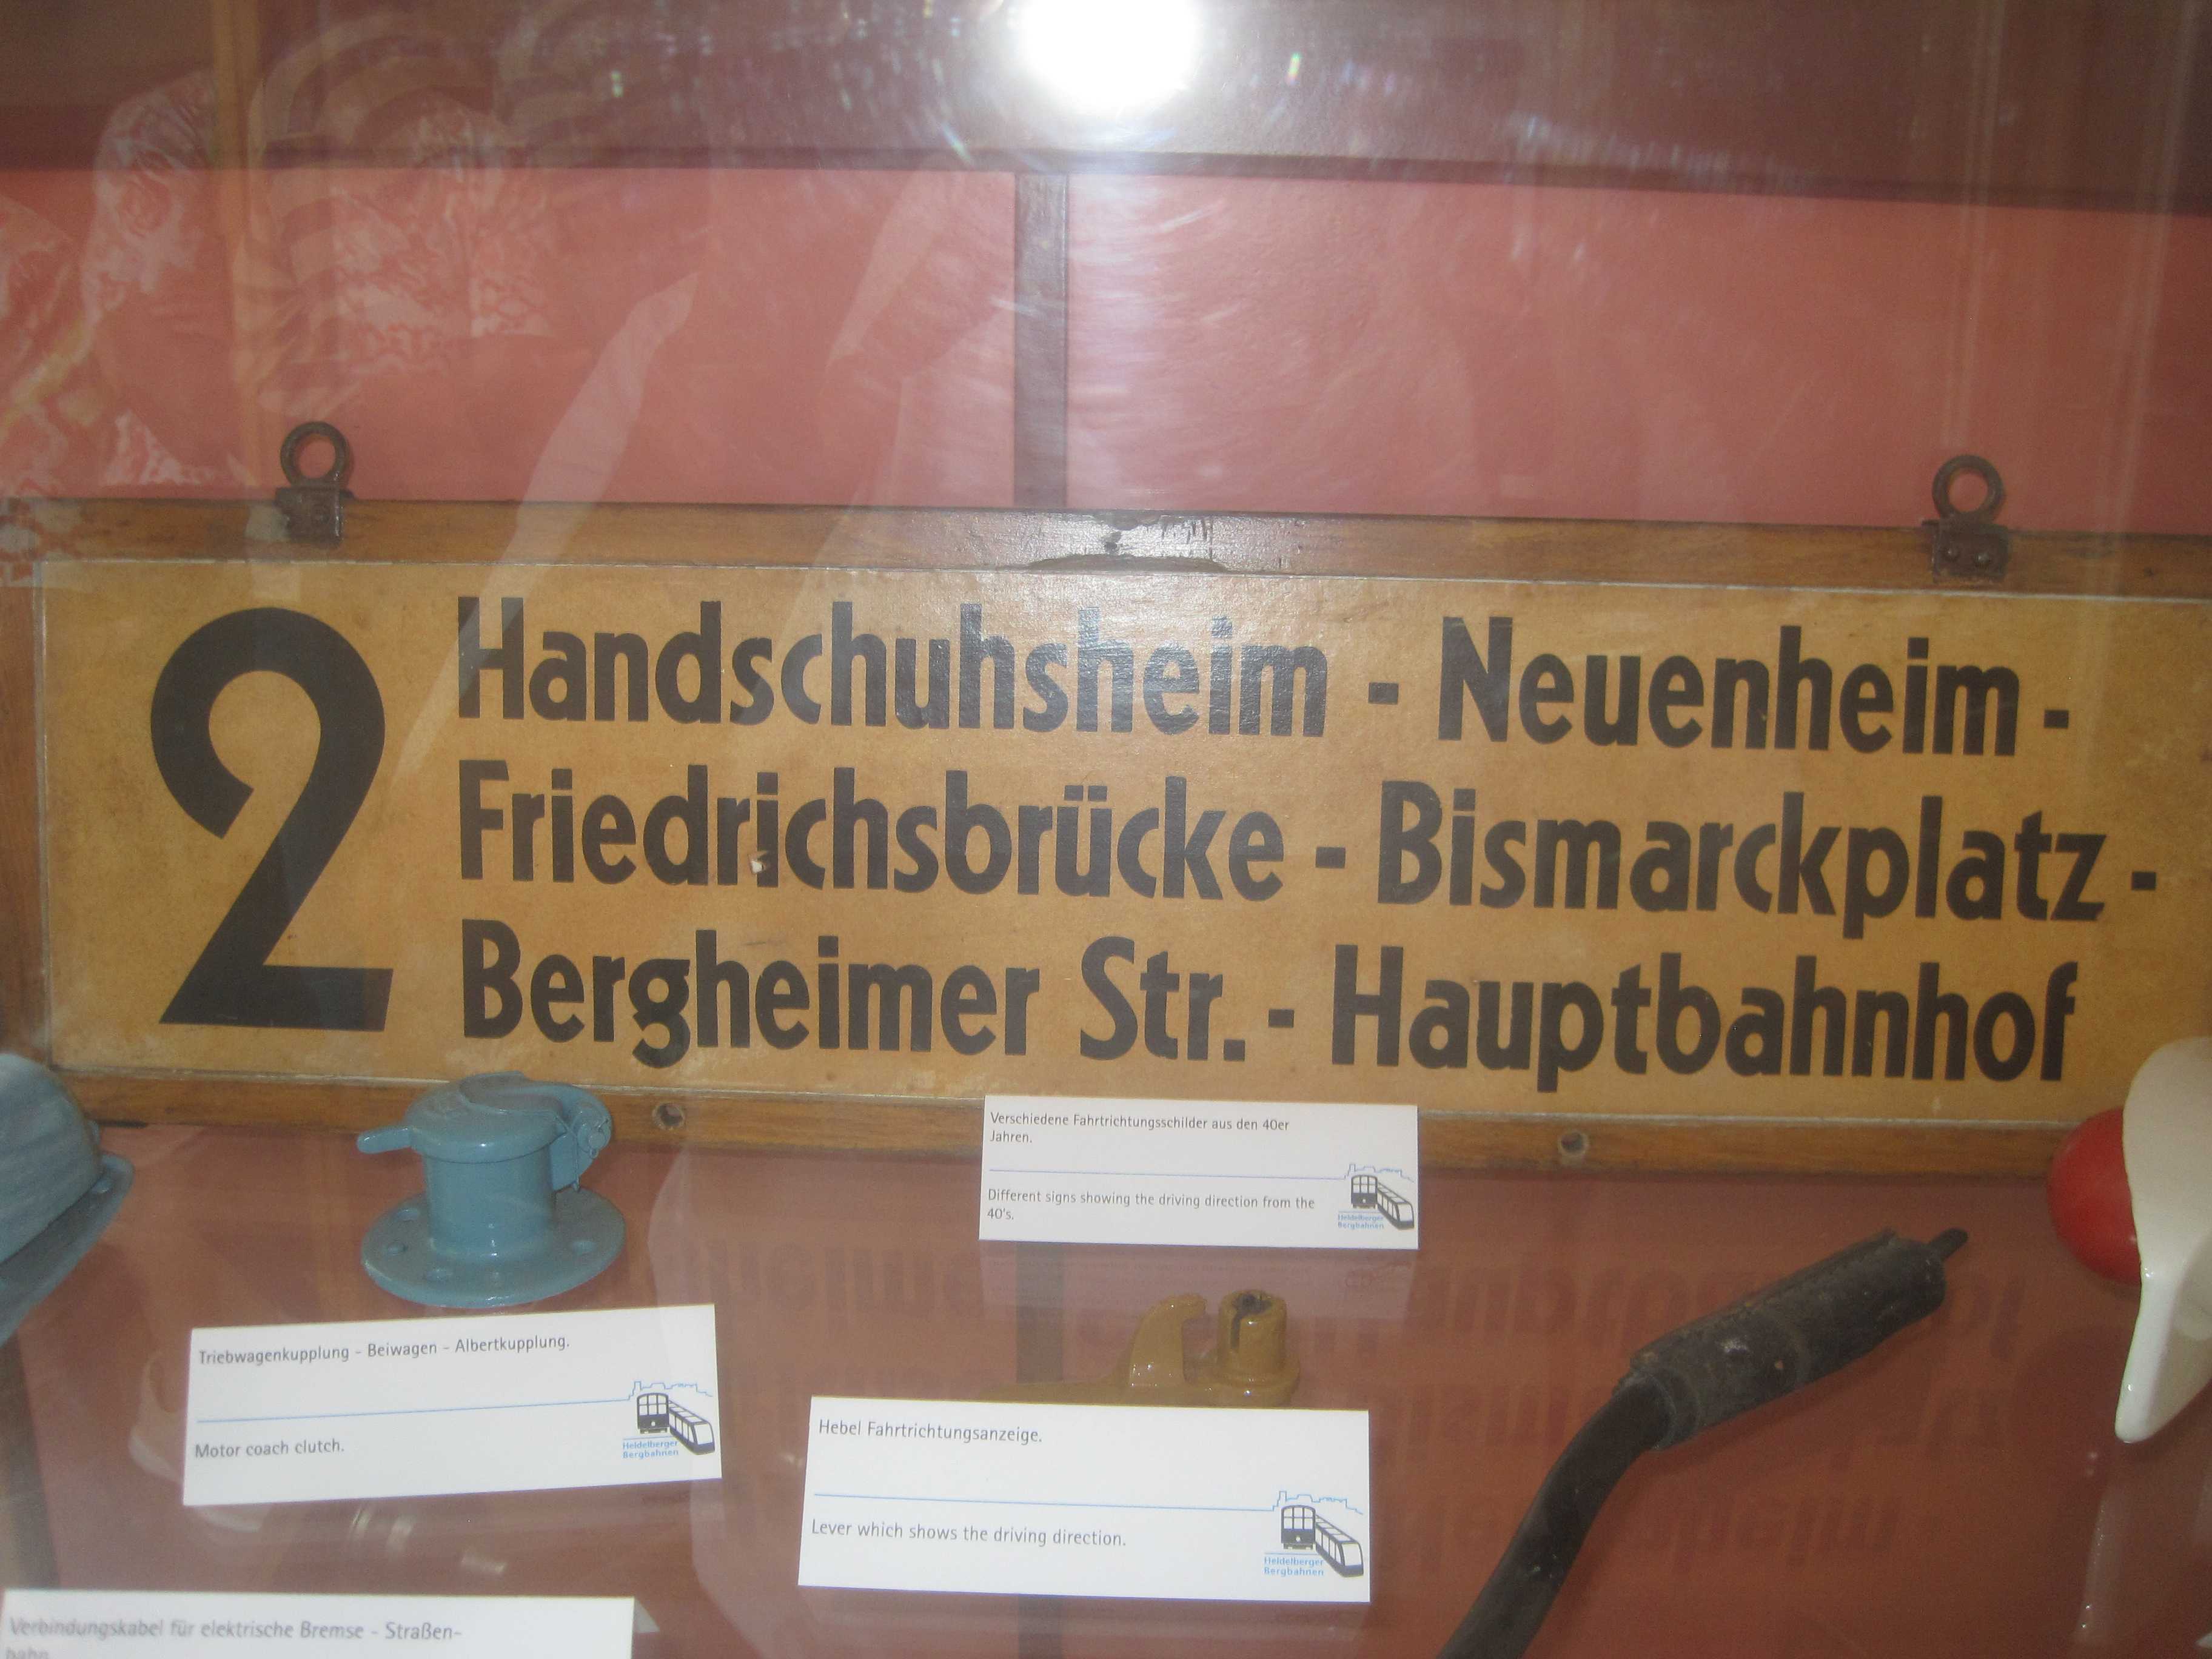 2
Handschuhsheim - Neuenheim -
Friedrichsbrücke - Bismarckplatz -
Bergheimer Str. - Hauptbahnhof
Verschiedene Fahrtrichtungsschilder aus den 40er
Jahren.
Different signs showing the driving direction from the
40's.
Heidelberger
Bergbahnen
Triebwagenkupplung - Beiwagen - Albertkupplung.
Motor coach clutch.
Heidelberger
Bergbahnen
Hebel Fahrtrichtungsanzeige.
Lever which shows the driving direction.
Heidelberger
Bergbahnen
Verbindungskabel für elektrische Bremse - Straßen-
bahn